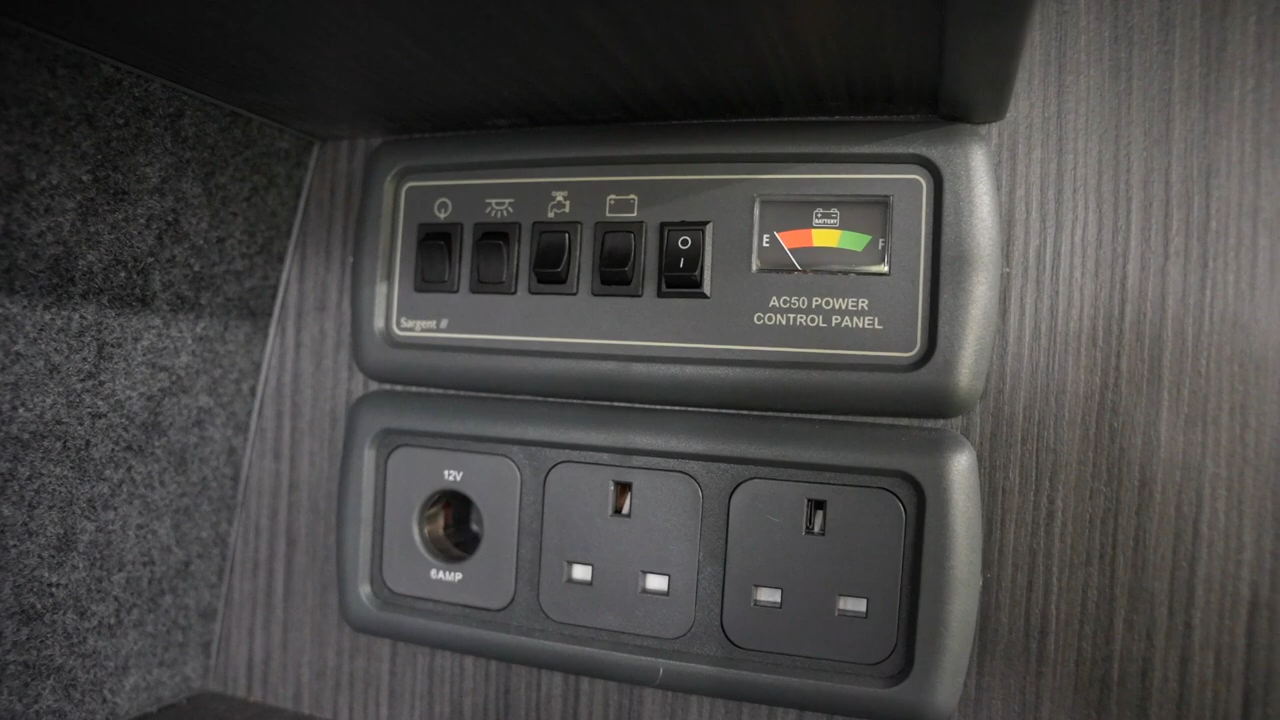 BATTERY
E F
O
I
AC50 POWER
CONTROL PANEL
Sargent
12V
6AMP